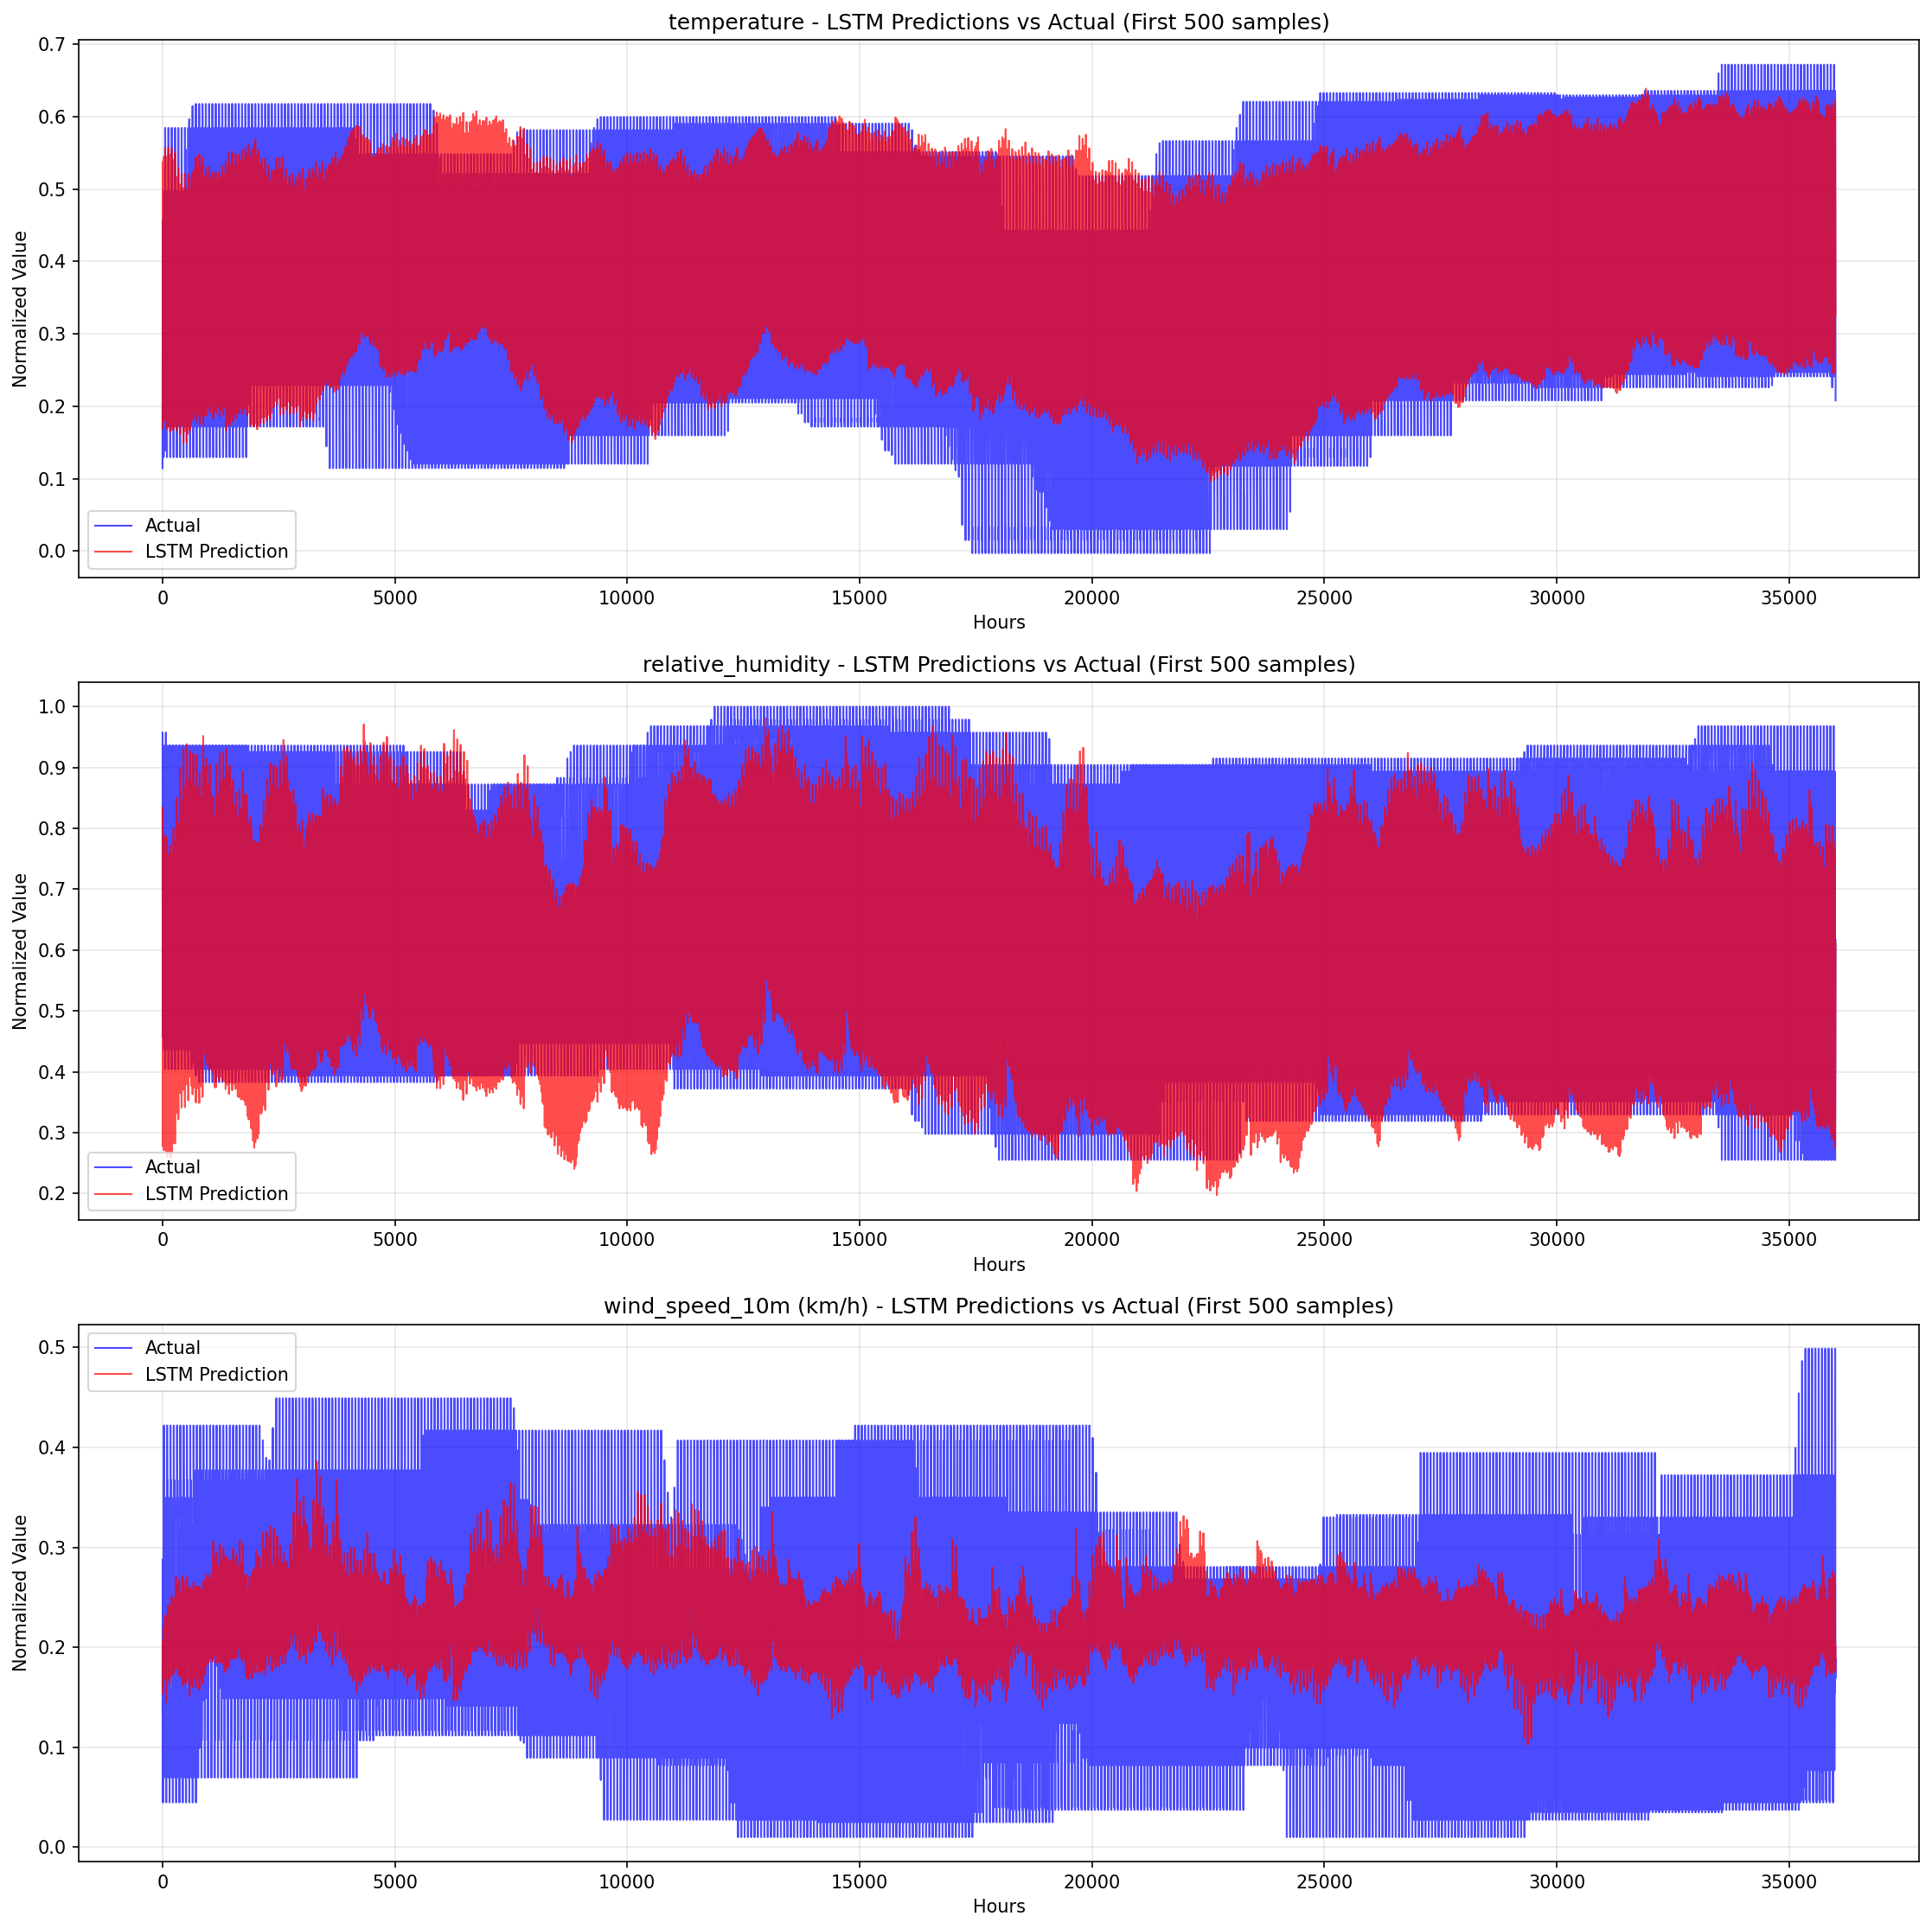 temperature - LSTM Predictions vs Actual (First 500 samples)
0.7
0.6
0.5
0.4
0.3
0.2
0.1
0.0
Normalized Value
Actual
LSTM Prediction
0 5000 10000 15000 20000 25000 30000 35000
Hours
relative_humidity - LSTM Predictions vs Actual (First 500 samples)
1.0
0.9
0.8
0.7
0.6
0.5
0.4
0.3
0.2
Normalized Value
Actual
LSTM Prediction
0 5000 10000 15000 20000 25000 30000 35000
Hours
wind_speed_10m (km/h) - LSTM Predictions vs Actual (First 500 samples)
Actual
LSTM Prediction
0.5
0.4
0.3
0.2
0.1
0.0
Normalized Value
0 5000 10000 15000 20000 25000 30000 35000
Hours